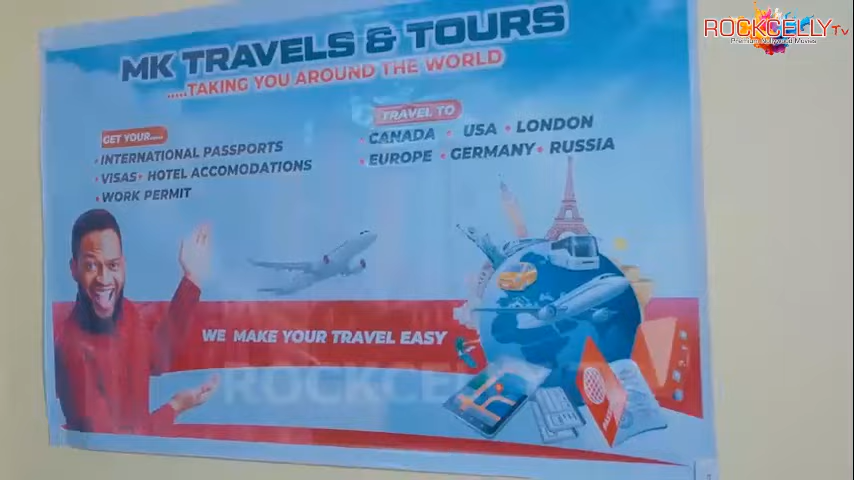 MK TRAVELS & TOURS
.....TAKING YOU AROUND THE WORLD
GET YOUR.....
• INTERNATIONAL PASSPORTS
• VISAS • HOTEL ACCOMODATIONS
• WORK PERMIT
TRAVEL TO
• CANADA • USA • LONDON
• EUROPE • GERMANY • RUSSIA
WE MAKE YOUR TRAVEL EASY
ROCKCELLY TV
ROCKCELLY